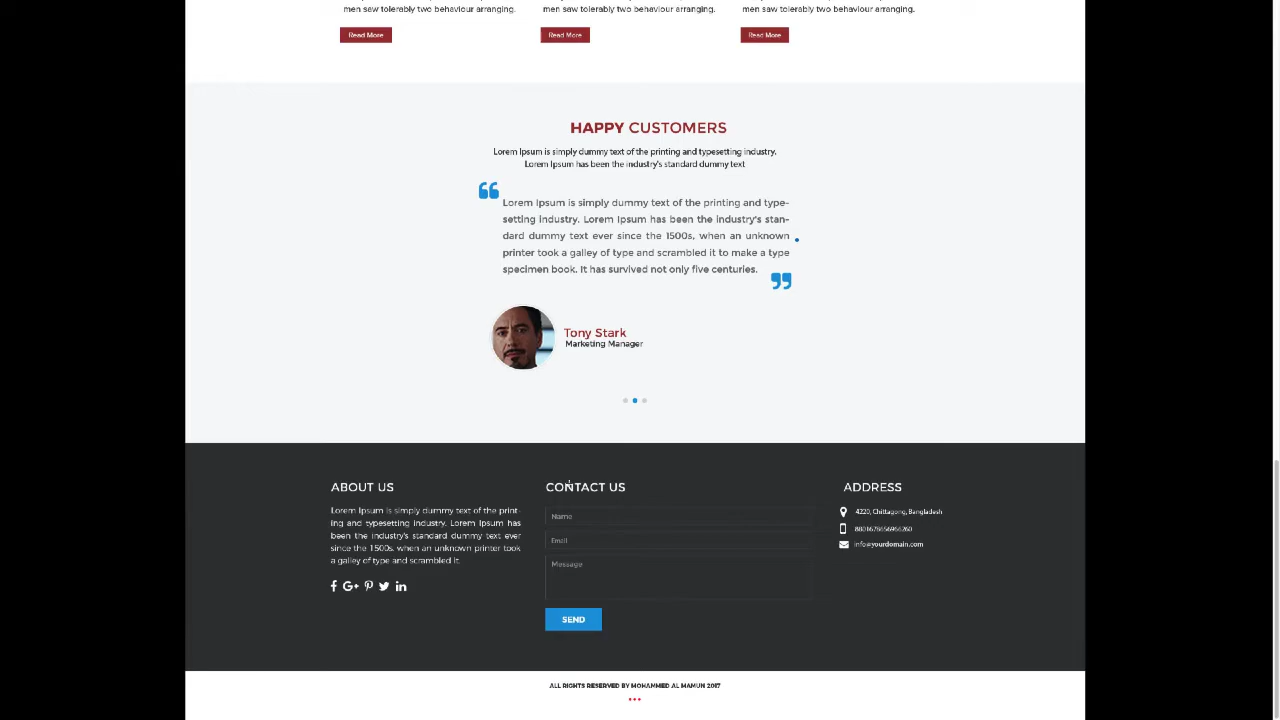 men saw tolerably two behaviour arranging.
men saw tolerably two behaviour arranging.
men saw tolerably two behaviour arranging.
Read More
Read More
Read More
HAPPY CUSTOMERS
Lorem Ipsum is simply dummy text of the printing and typesetting industry.
Lorem Ipsum has been the industry's standard dummy text
Lorem Ipsum is simply dummy text of the printing and type-
setting industry. Lorem Ipsum has been the industry's stan-
dard dummy text ever since the 1500s, when an unknown
printer took a galley of type and scrambled it to make a type
specimen book. It has survived not only five centuries.
Tony Stark
Marketing Manager
ABOUT US
Lorem Ipsum is simply dummy text of the print-
ing and typesetting industry. Lorem Ipsum has
been the industry's standard dummy text ever
since the 1500s, when an unknown printer took
a galley of type and scrambled it.
CONTACT US
Name
Email
Message
SEND
ADDRESS
4220, Chittagong, Bangladesh
info@yourdomain.com
ALL RIGHTS RESERVED BY MOHAMMED AL MAMUN 2017